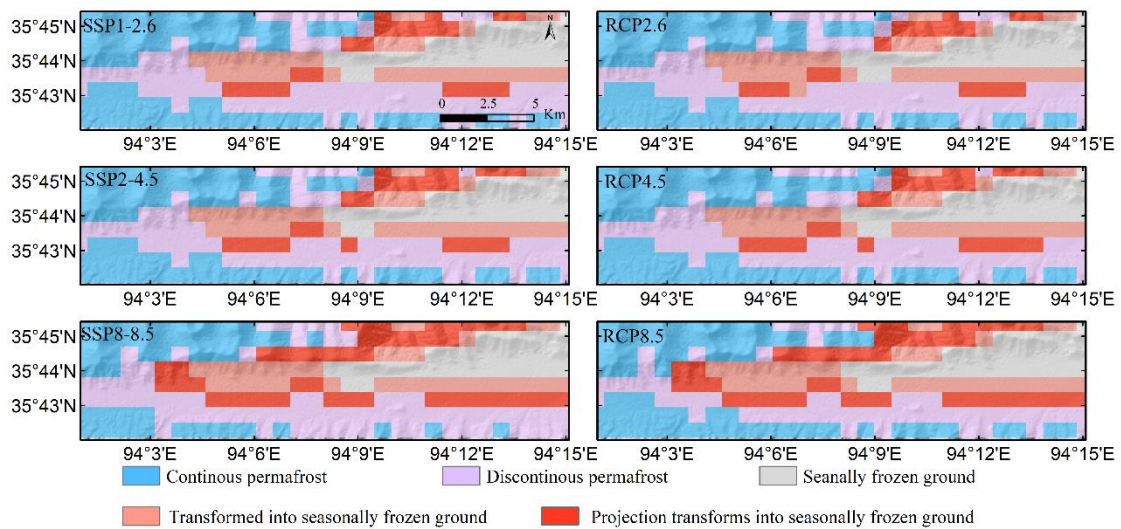 SSP1-2.6
RCP2.6
N
35°45'N
35°44'N
35°43'N
0 2.5 5
Km
94°3'E 94°6'E 94°9'E 94°12'E 94°15'E 94°3'E 94°6'E 94°9'E 94°12'E 94°15'E
SSP2-4.5
RCP4.5
35°45'N
35°44'N
35°43'N
94°3'E 94°6'E 94°9'E 94°12'E 94°15'E 94°3'E 94°6'E 94°9'E 94°12'E 94°15'E
SSP8-8.5
RCP8.5
35°45'N
35°44'N
35°43'N
94°3'E 94°6'E 94°9'E 94°12'E 94°15'E 94°3'E 94°6'E 94°9'E 94°12'E 94°15'E
Continous permafrost
Discontinous permafrost
Seanally frozen ground
Transformed into seasonally frozen ground
Projection transforms into seasonally frozen ground